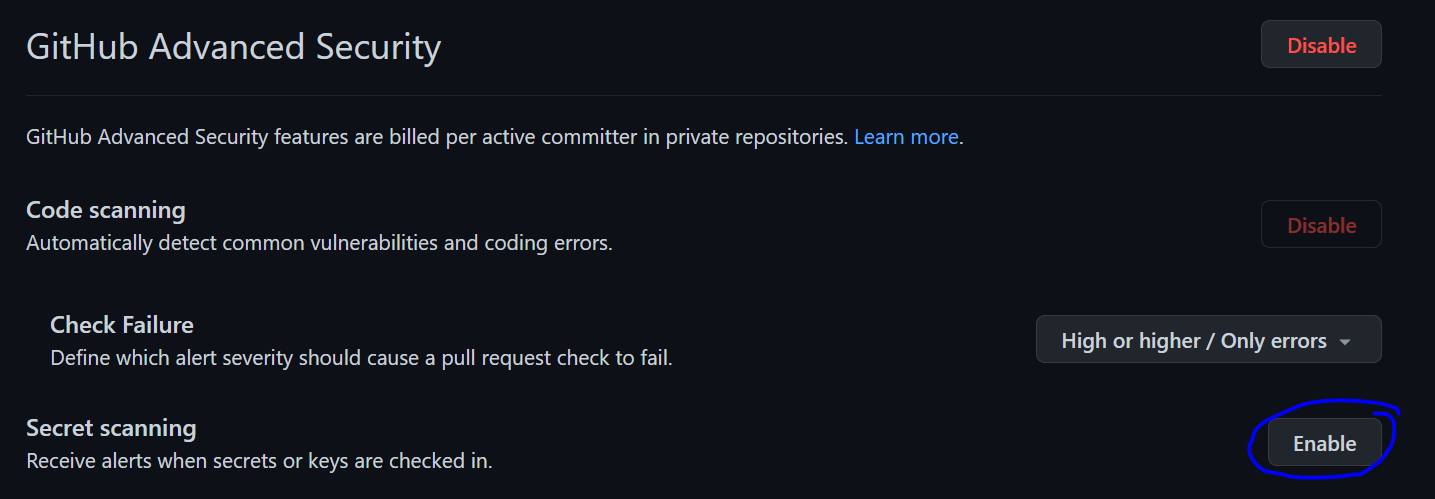 GitHub Advanced Security
Disable
GitHub Advanced Security features are billed per active committer in private repositories. Learn more.
Code scanning
Automatically detect common vulnerabilities and coding errors.
Disable
Check Failure
Define which alert severity should cause a pull request check to fail.
High or higher / Only errors
Secret scanning
Receive alerts when secrets or keys are checked in.
Enable